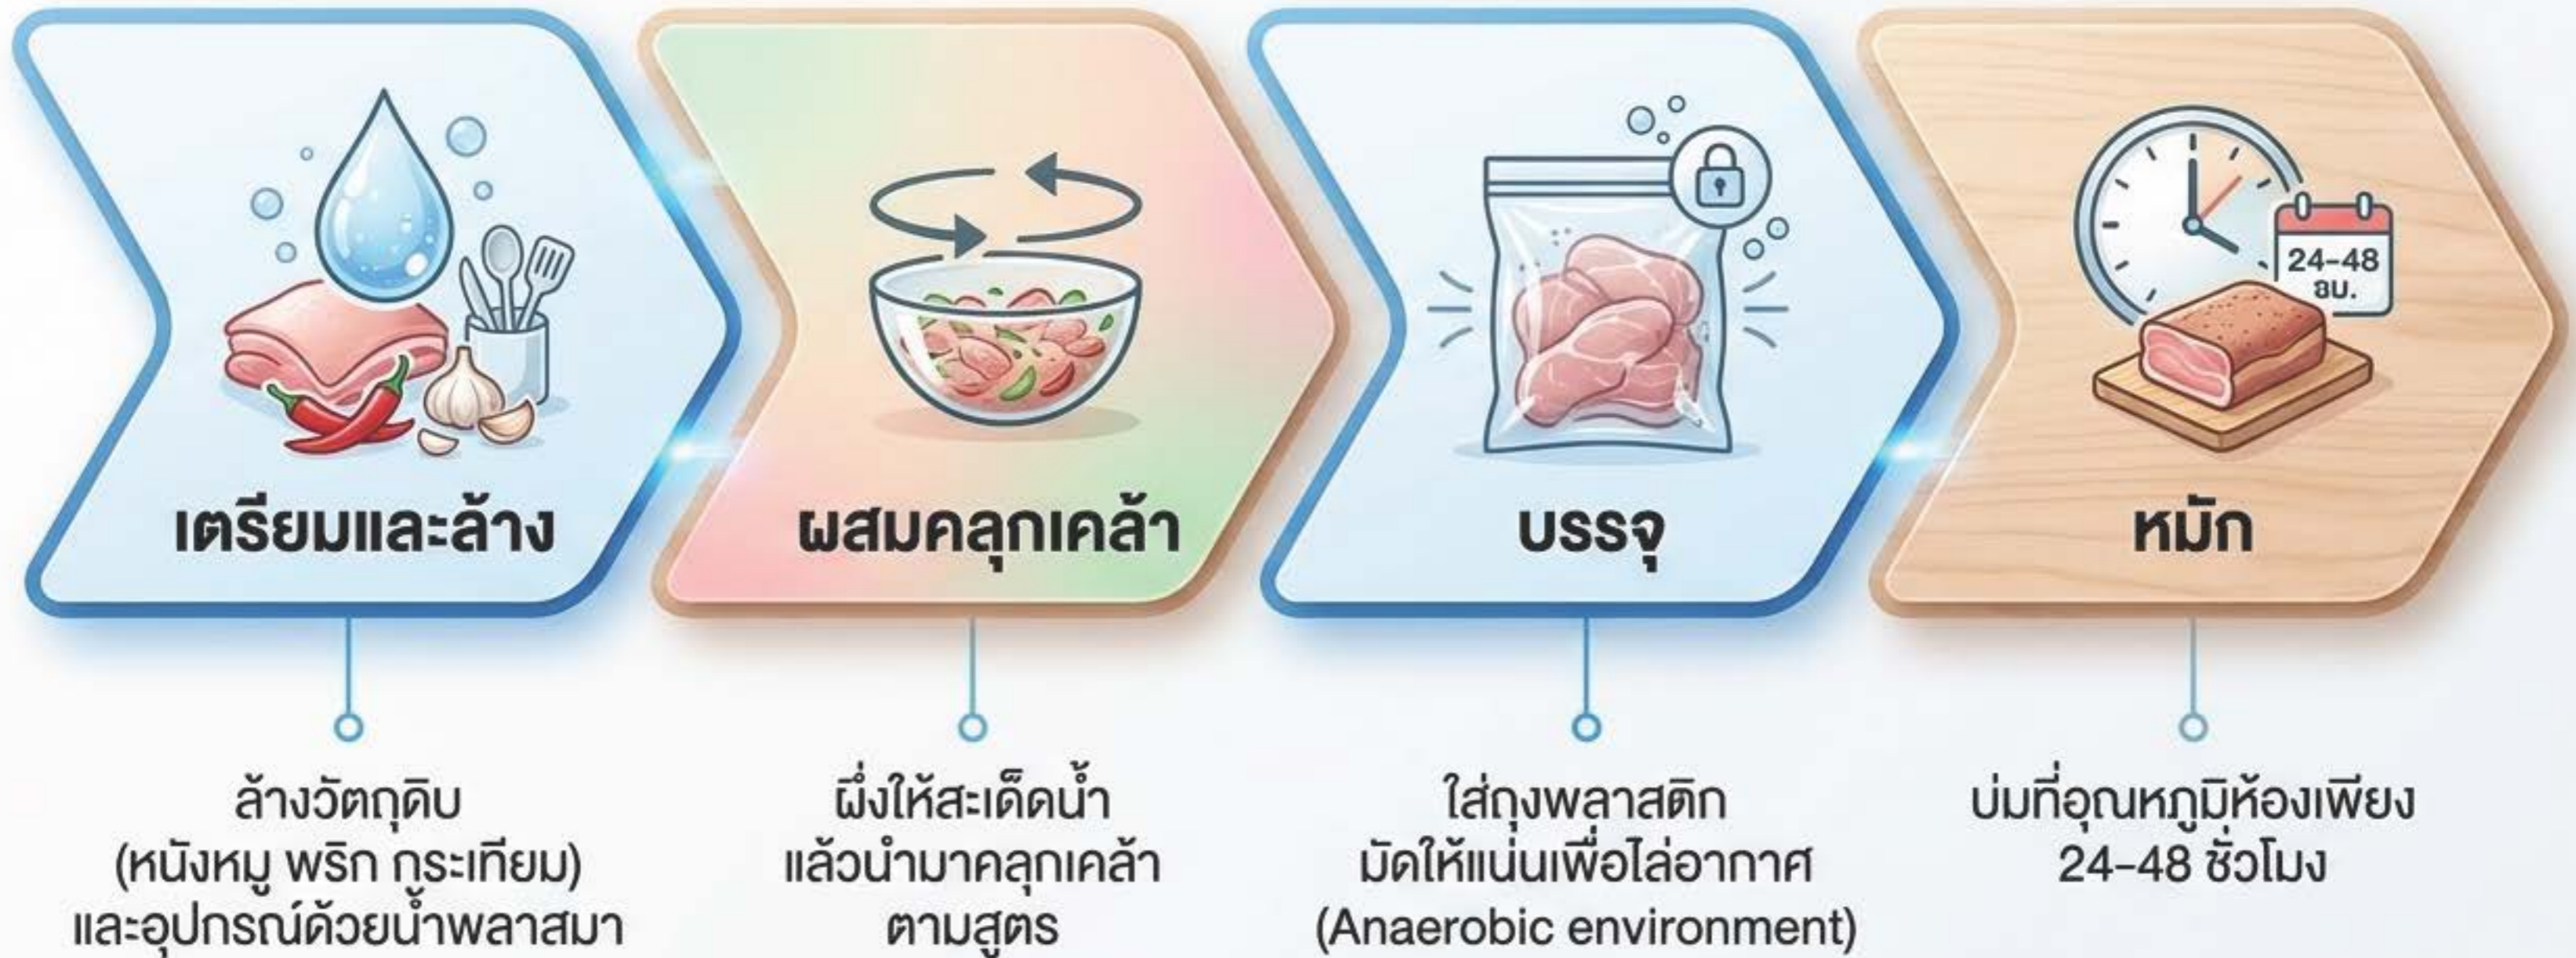 24-48
ชม.
เตรียมและล้าง
ผสมคลุกเคล้า
บรรจุ
หมัก
ล้างวัตถุดิบ
(หนังหมู พริก กระเทียม)
และอุปกรณ์ด้วยน้ำพลาสมา
ผึ่งให้สะเด็ดน้ำ
แล้วนำมาคลุกเคล้า
ตามสูตร
ใส่ถุงพลาสติก
มัดให้แน่นเพื่อไล่อากาศ
(Anaerobic environment)
บ่มที่อุณหภูมิห้องเพียง
24-48 ชั่วโมง